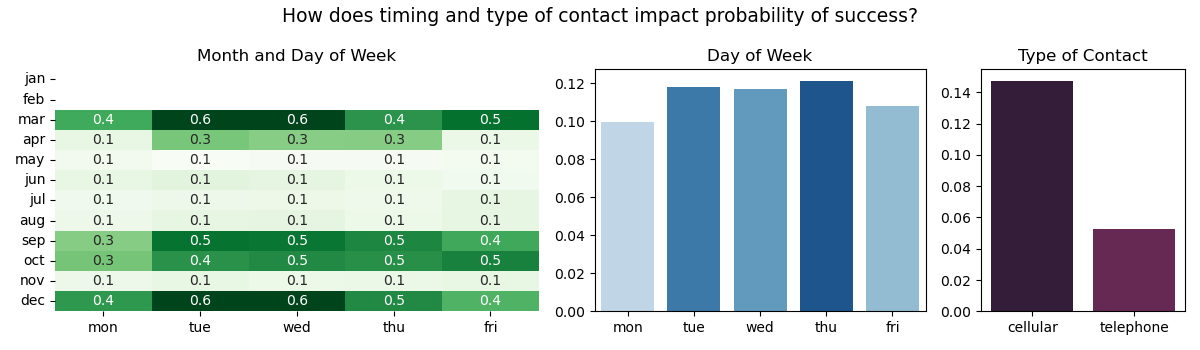 How does timing and type of contact impact probability of success?
Month and Day of Week
jan
feb
mar 0.4 0.6 0.6 0.4 0.5
apr 0.1 0.3 0.3 0.3 0.1
may 0.1 0.1 0.1 0.1 0.1
jun 0.1 0.1 0.1 0.1 0.1
jul 0.1 0.1 0.1 0.1 0.1
aug 0.1 0.1 0.1 0.1 0.1
sep 0.3 0.5 0.5 0.5 0.4
oct 0.3 0.4 0.5 0.5 0.5
nov 0.1 0.1 0.1 0.1 0.1
dec 0.4 0.6 0.6 0.5 0.4
mon tue wed thu fri
Day of Week
0.12
0.10
0.08
0.06
0.04
0.02
0.00
mon tue wed thu fri
Type of Contact
0.14
0.12
0.10
0.08
0.06
0.04
0.02
0.00
cellular telephone